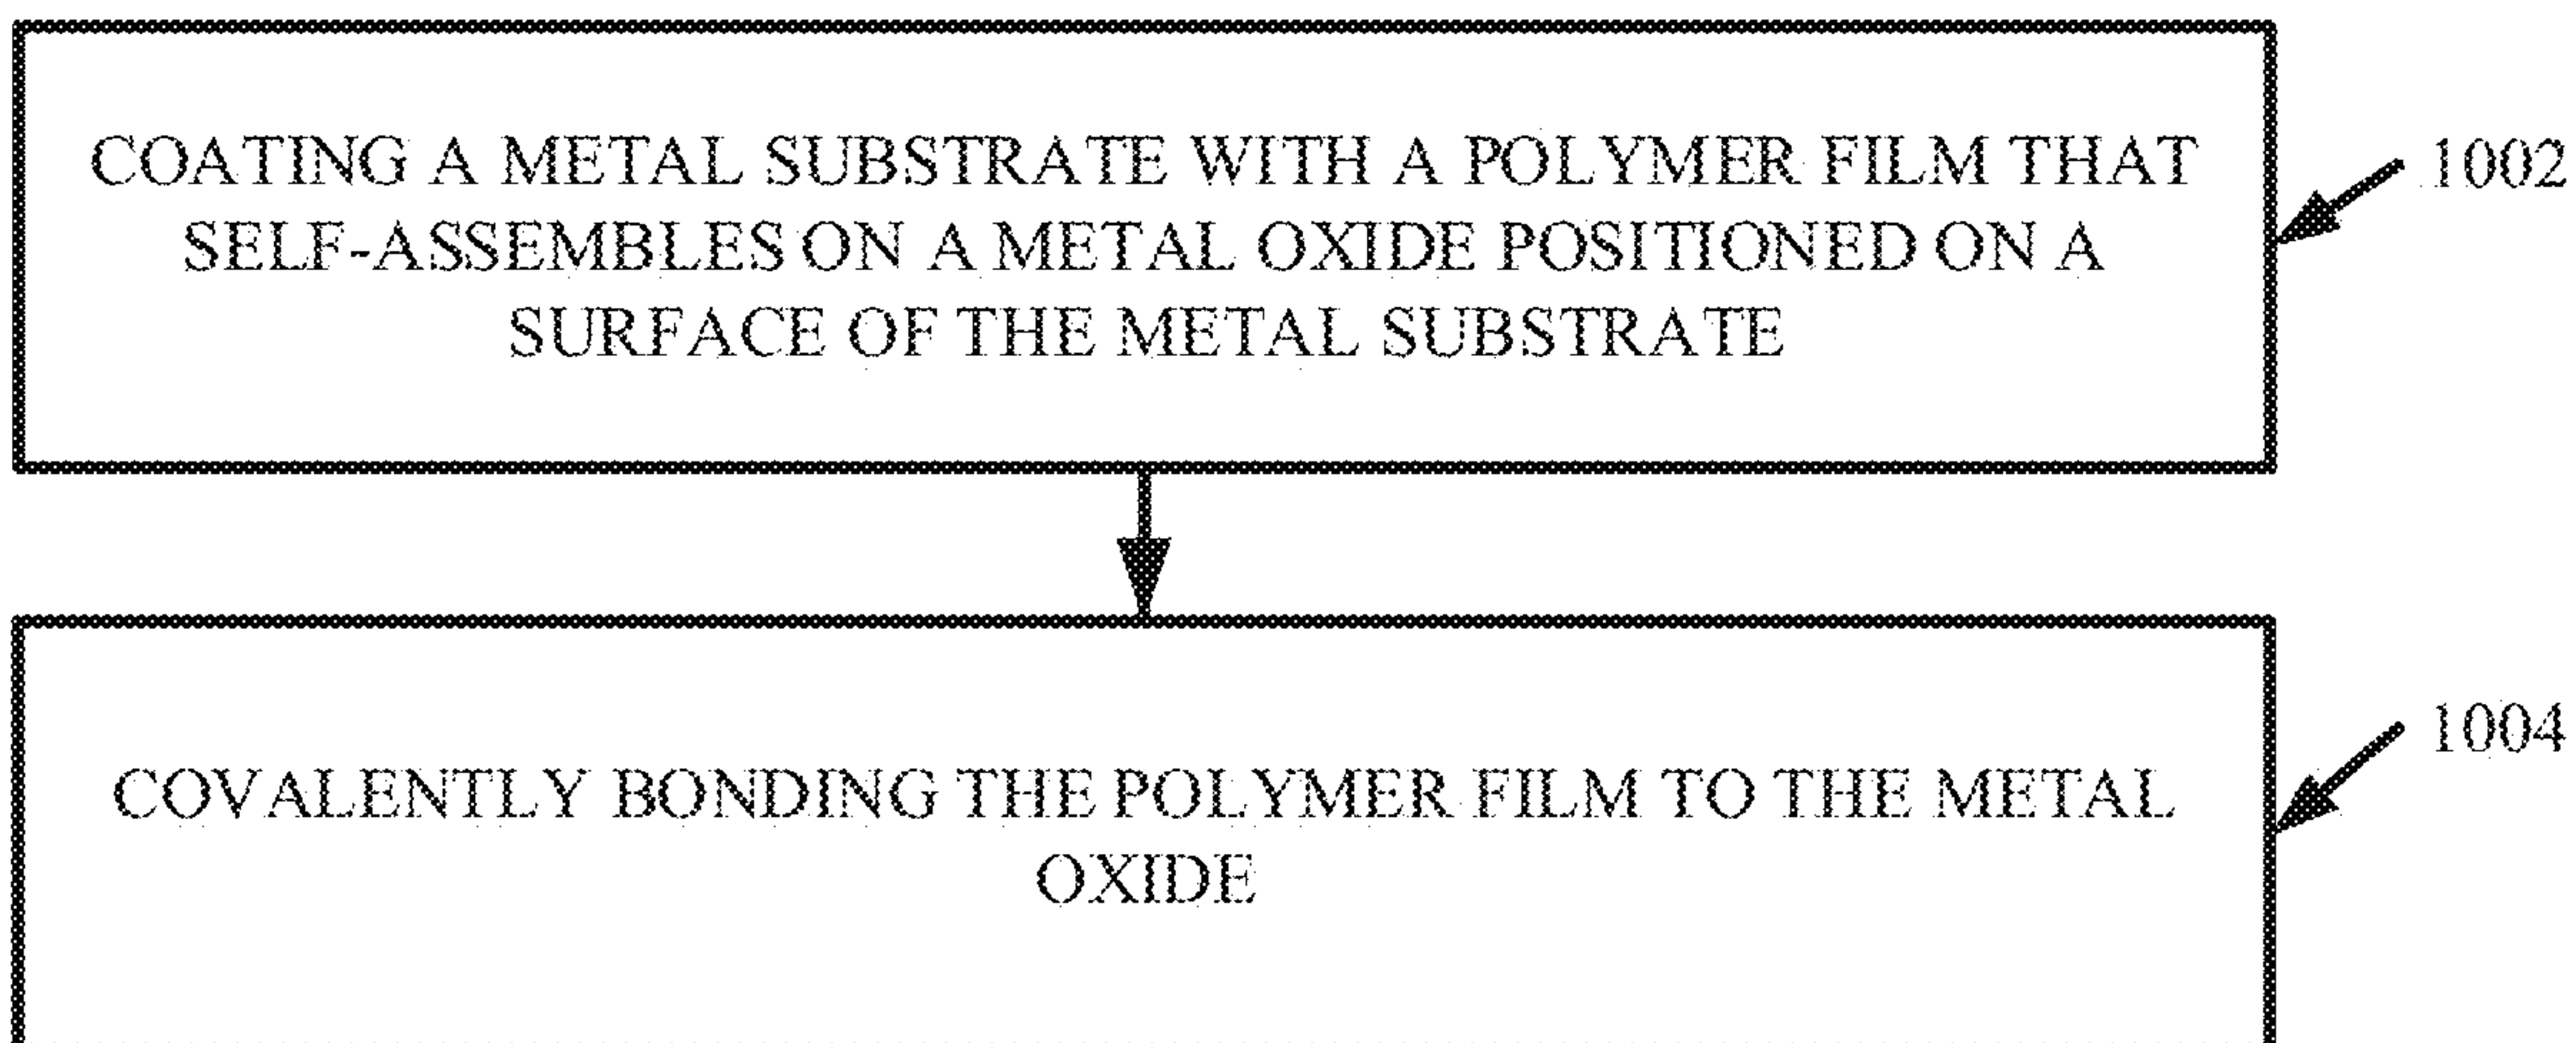 COATING A METAL SUBSTRATE WITH A POLYMER FILM THAT
SELF-ASSEMBLES ON A METAL OXIDE POSITIONED ON A
SURFACE OF THE METAL SUBSTRATE
1002
COVALENTLY BONDING THE POLYMER FILM TO THE METAL
OXIDE
1004